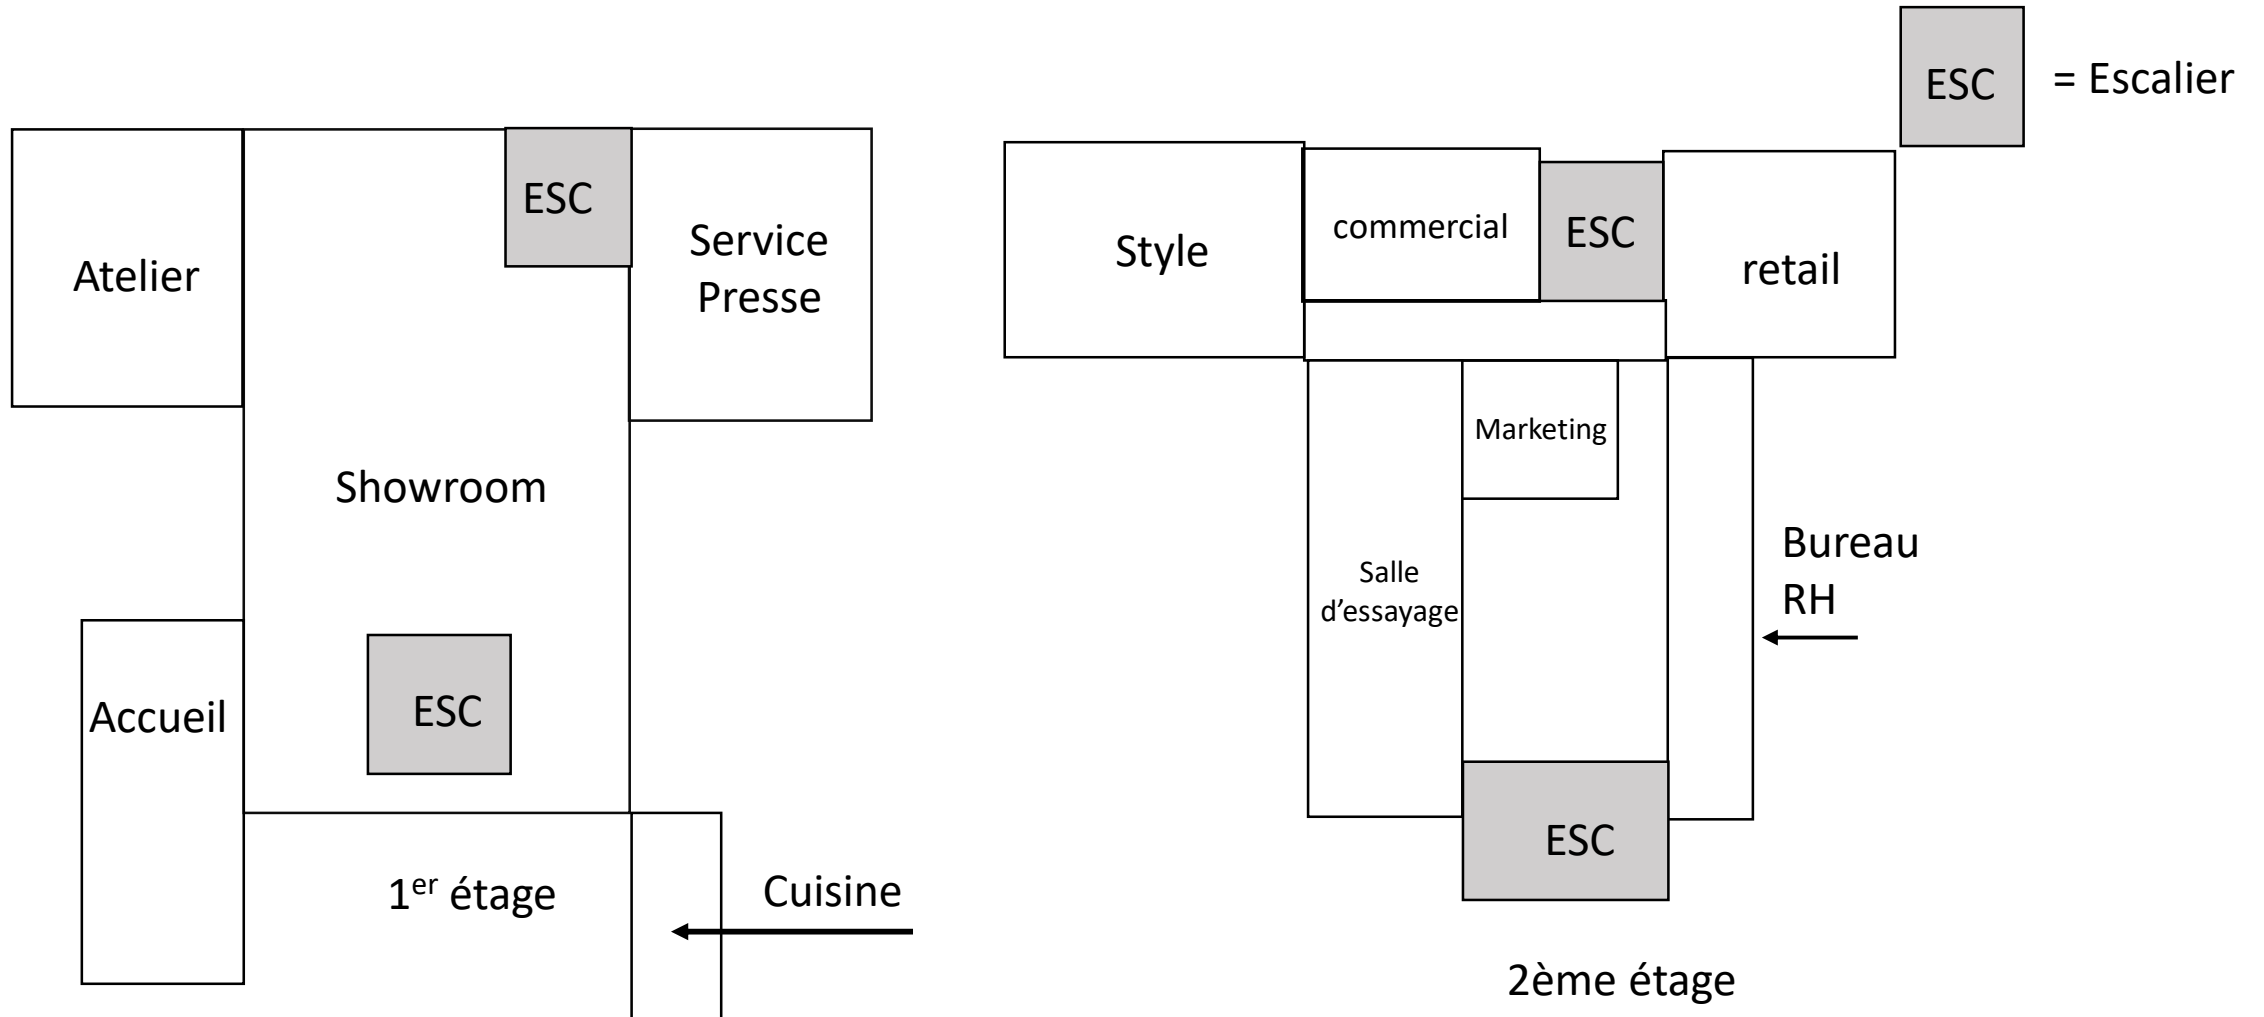 ESC = Escalier
Atelier
ESC
Service
Presse
Showroom
Accueil
ESC
1er étage
Cuisine
Style
commercial
ESC
retail
Marketing
Salle
d’essayage
Bureau
RH
ESC
2ème étage